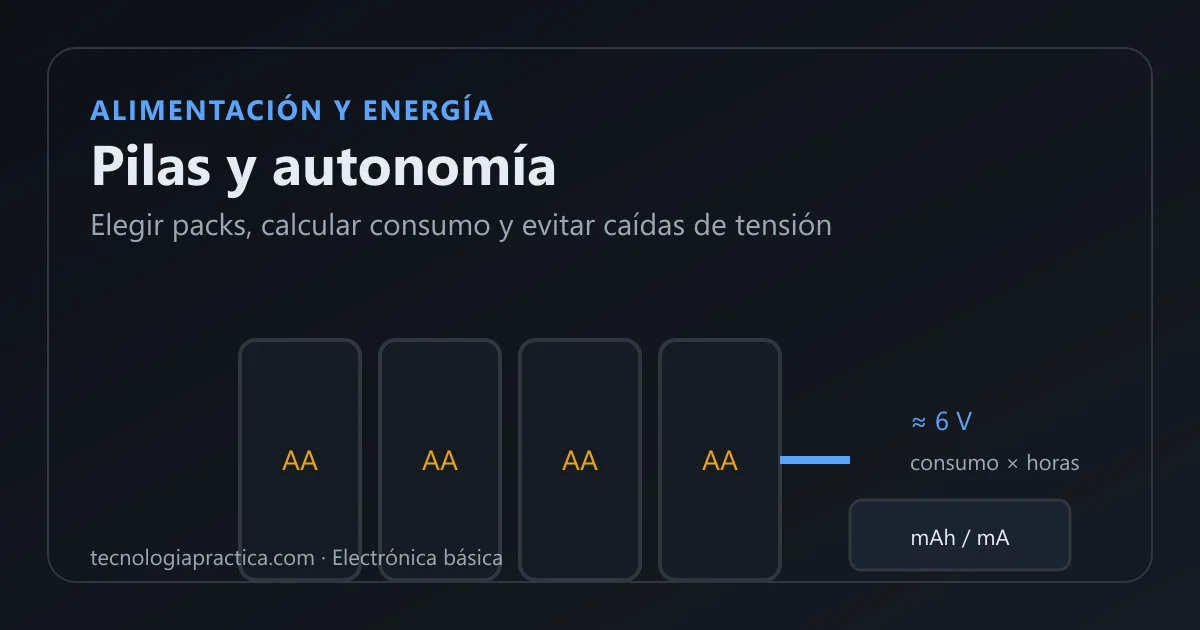 ALIMENTACIÓN Y ENERGÍA
Pilas y autonomía
Elegir packs, calcular consumo y evitar caídas de tensión
AA
AA
AA
AA
≈ 6 V
consumo × horas
mAh / mA
tecnologiapractica.com · Electrónica básica